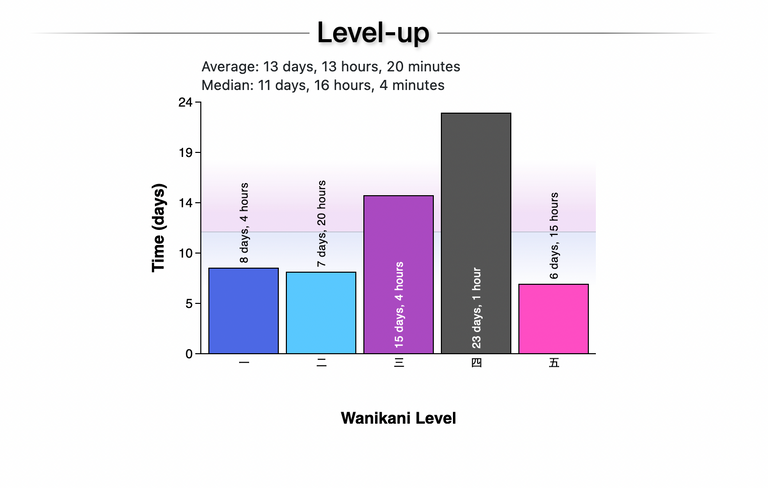 Level-up
Average: 13 days, 13 hours, 20 minutes
Median: 11 days, 16 hours, 4 minutes
Time (days)
24
19
14
10
5
0
8 days, 4 hours
7 days, 20 hours
15 days, 4 hours
23 days, 1 hour
6 days, 15 hours
一
二
三
四
五
Wanikani Level